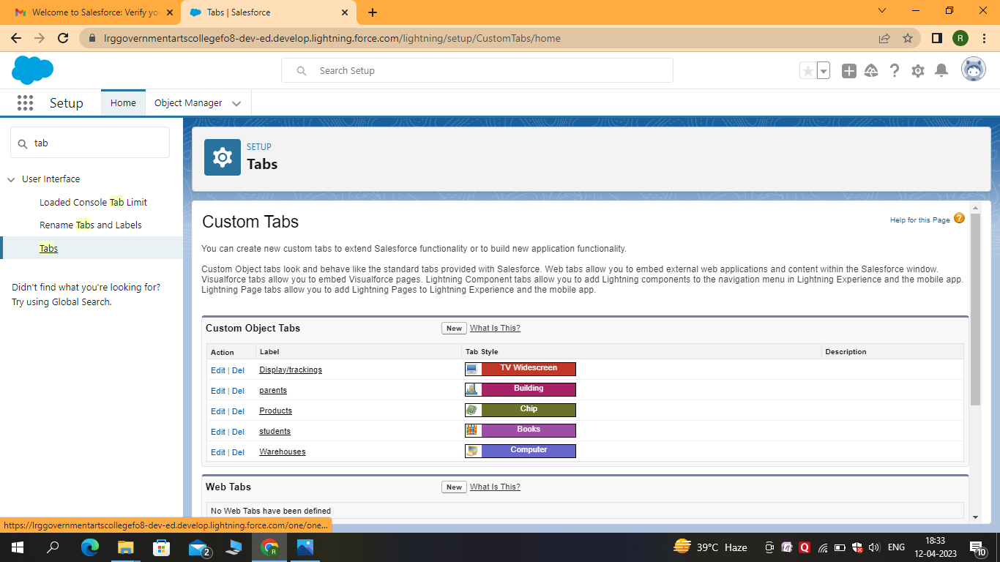 Welcome to Salesforce: Verify yo
Tabs | Salesforce
lrggovernmentartscollegefo8-dev-ed.develop.lightning.force.com/lightning/setup/CustomTabs/home
R
Search Setup
Setup
Home
Object Manager
tab
User Interface
Loaded Console Tab Limit
Rename Tabs and Labels
Tabs
Didn't find what you're looking for?
Try using Global Search.
SETUP
Tabs
Custom Tabs
Help for this Page
You can create new custom tabs to extend Salesforce functionality or to build new application functionality.
Custom Object tabs look and behave like the standard tabs provided with Salesforce. Web tabs allow you to embed external web applications and content within the Salesforce window.
Visualforce tabs allow you to embed Visualforce pages. Lightning Component tabs allow you to add Lightning components to the navigation menu in Lightning Experience and the mobile app.
Lightning Page tabs allow you to add Lightning Pages to Lightning Experience and the mobile app.
Custom Object Tabs New What Is This?
Action Label Tab Style Description
Edit | Del Display/trackings TV Widescreen
Edit | Del parents Building
Edit | Del Products Chip
Edit | Del students Books
Edit | Del Warehouses Computer
Web Tabs New What Is This?
No Web Tabs have been defined
https://lrggovernmentartscollegefo8-dev-ed.develop.lightning.force.com/one/one...
2
R
39°C Haze
ENG
18:33
12-04-2023
10